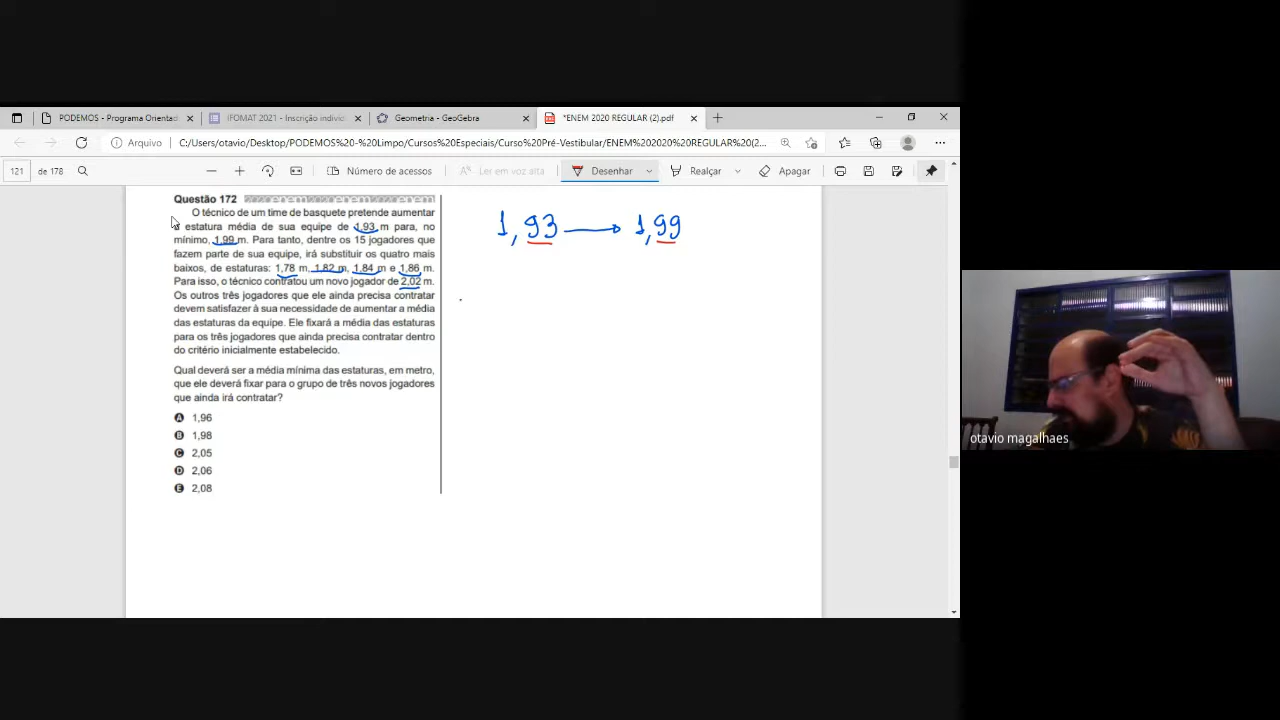 PODEMOS - Programa Orientad
iFOMAT 2021 - Inscrição individ
Geometria - GeoGebra
*ENEM 2020 REGULAR (2).pdf
Arquivo
C:/Users/otavio/Desktop/PODEMOS%20-%20Limpo/Cursos%20Especiais/Curso%20Pré-Vestibular/ENEM%202020%20REGULAR%20(2...
121
de 178
Número de acessos
Ler em voz alta
Desenhar
Realçar
Apagar
Questão 172
O técnico de um time de basquete pretende aumentar
estatura média de sua equipe de 1,93 m para, no
mínimo, 1,99 m. Para tanto, dentre os 15 jogadores que
fazem parte de sua equipe, irá substituir os quatro mais
baixos, de estaturas: 1,78 m, 1,82 m, 1,84 m e 1,86 m.
Para isso, o técnico contratou um novo jogador de 2,02 m.
Os outros três jogadores que ele ainda precisa contratar
devem satisfazer à sua necessidade de aumentar a média
das estaturas da equipe. Ele fixará a média das estaturas
para os três jogadores que ainda precisa contratar dentro
do critério inicialmente estabelecido.
Qual deverá ser a média mínima das estaturas, em metro,
que ele deverá fixar para o grupo de três novos jogadores
que ainda irá contratar?
A 1,96
B 1,98
C 2,05
D 2,06
E 2,08
1,93 → 1,99
otavio magalhaes